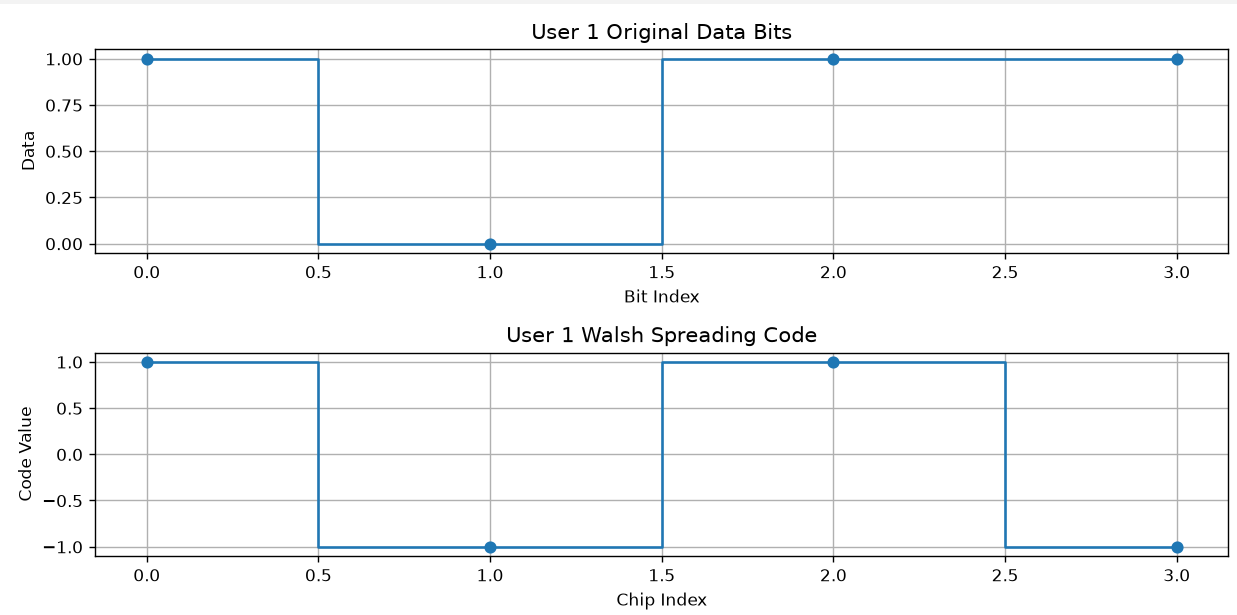 User 1 Original Data Bits
1.00
0.75
0.50
0.25
0.00
Data
0.0 0.5 1.0 1.5 2.0 2.5 3.0
Bit Index
User 1 Walsh Spreading Code
1.0
0.5
0.0
−0.5
−1.0
Code Value
0.0 0.5 1.0 1.5 2.0 2.5 3.0
Chip Index